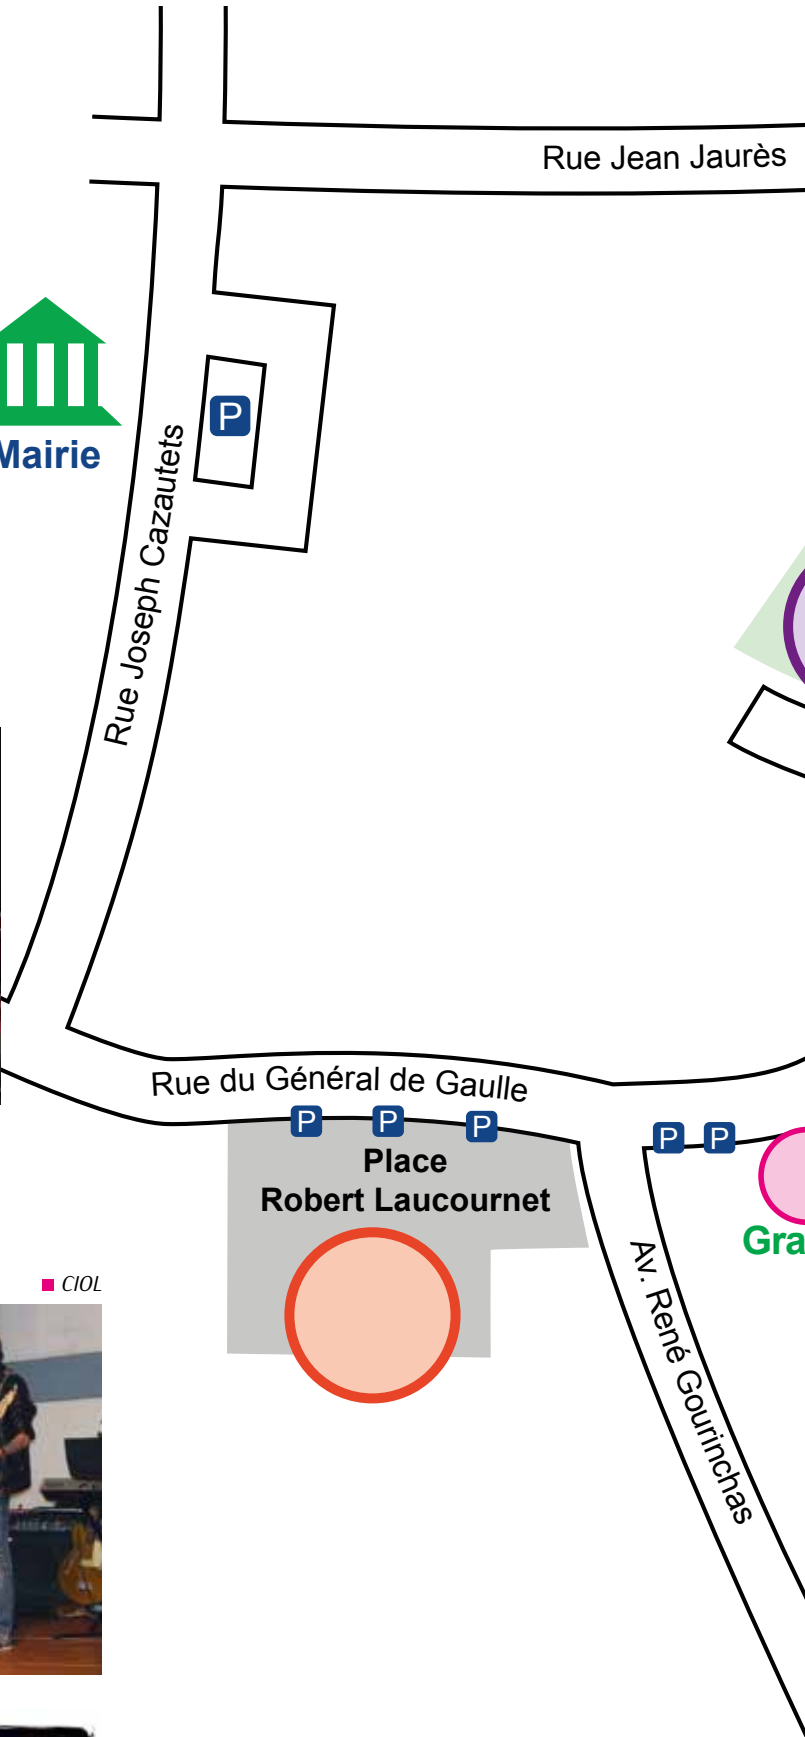 Rue Jean Jaurès
P
Mairie
Rue Joseph Cazautets
Rue du Général de Gaulle
P P P
P P
Place
Robert Laucournet
Gra
Av. René Gourinchas
CIOL